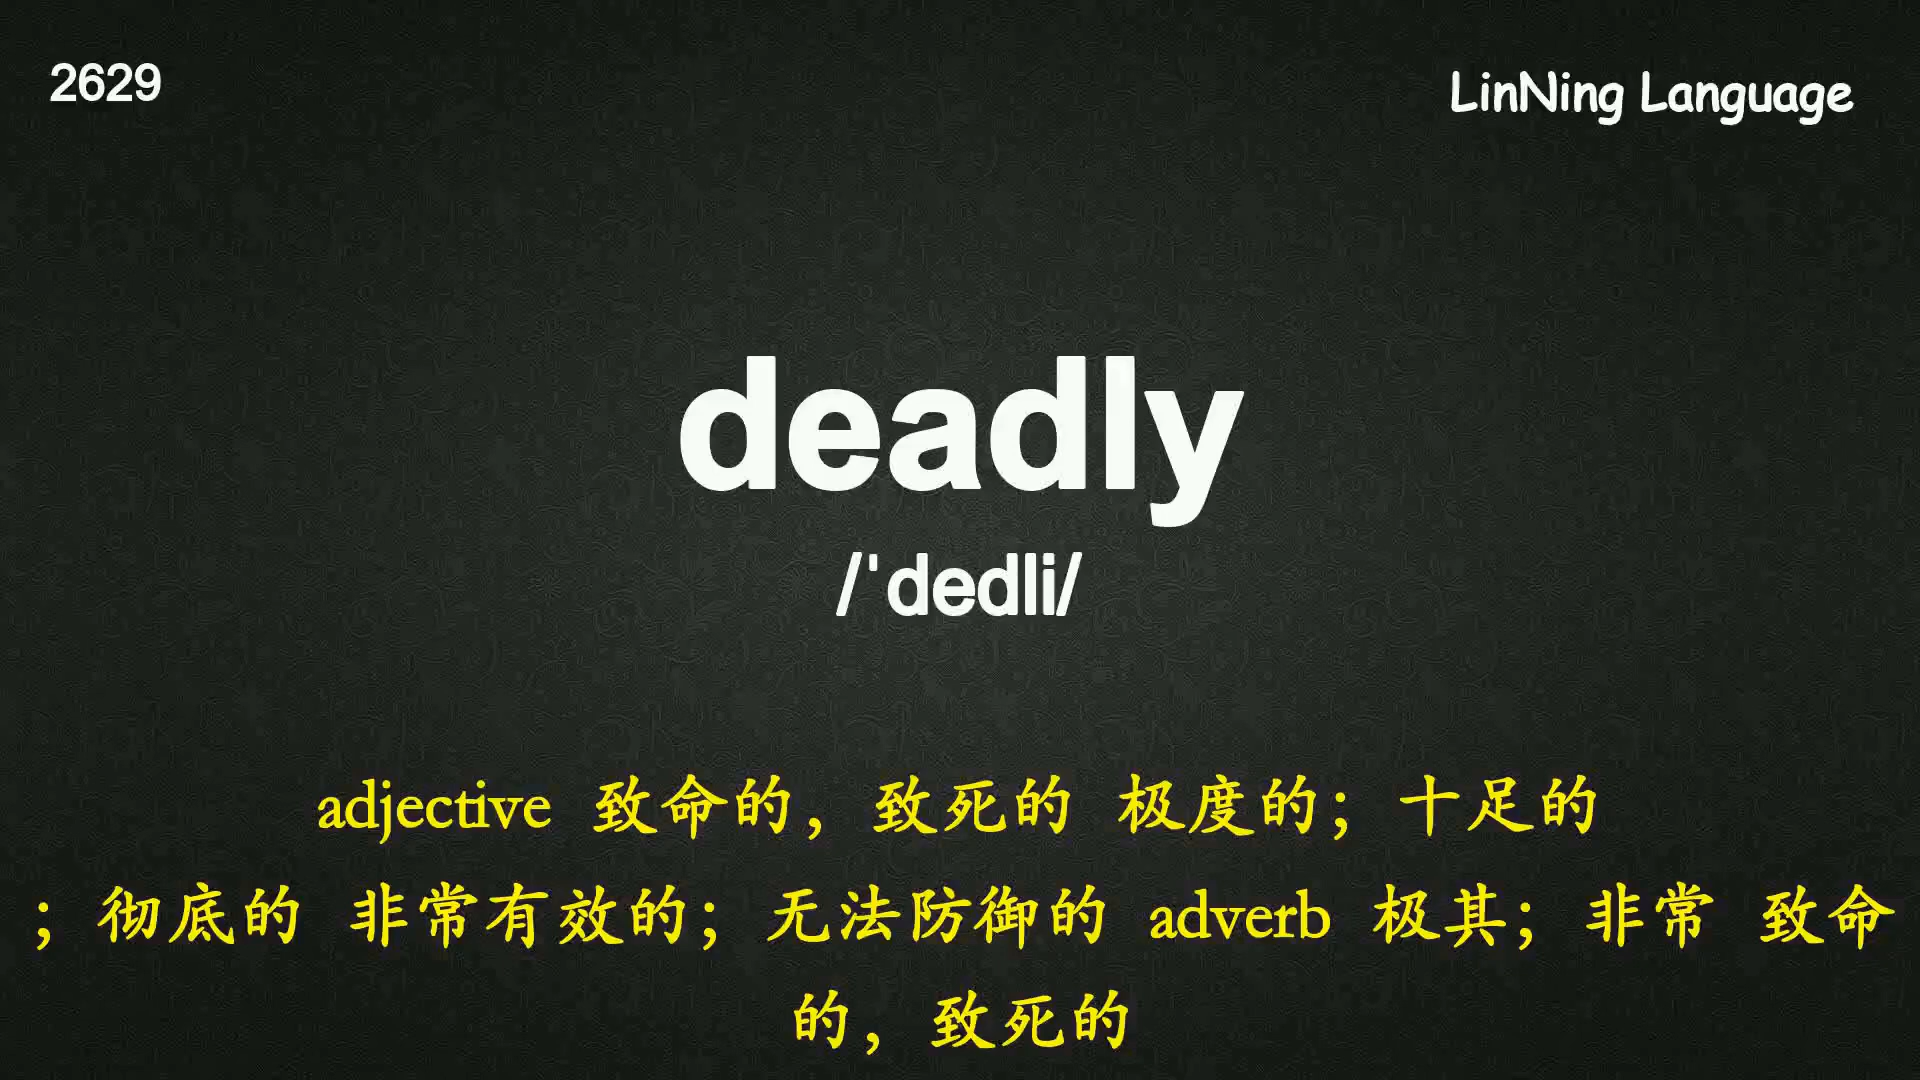 2629
LinNing Language
deadly
/ˈdedli/
adjective 致命的，致死的 极度的；十足的
；彻底的 非常有效的；无法防御的 adverb 极其；非常 致命
的，致死的